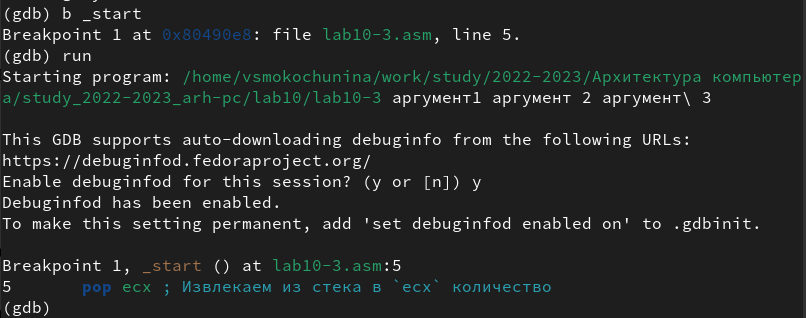 (gdb) b _start
Breakpoint 1 at 0x80490e8: file lab10-3.asm, line 5.
(gdb) run
Starting program: /home/vsmokochunina/work/study/2022-2023/Архитектура компьютер
а/study_2022-2023_arh-pc/lab10/lab10-3 аргумент1 аргумент 2 аргумент\ 3
This GDB supports auto-downloading debuginfo from the following URLs:
https://debuginfod.fedoraproject.org/
Enable debuginfod for this session? (y or [n]) y
Debuginfod has been enabled.
To make this setting permanent, add 'set debuginfod enabled on' to .gdbinit.
Breakpoint 1, _start () at lab10-3.asm:5
5 pop ecx ; Извлекаем из стека в `ecx` количество
(gdb)